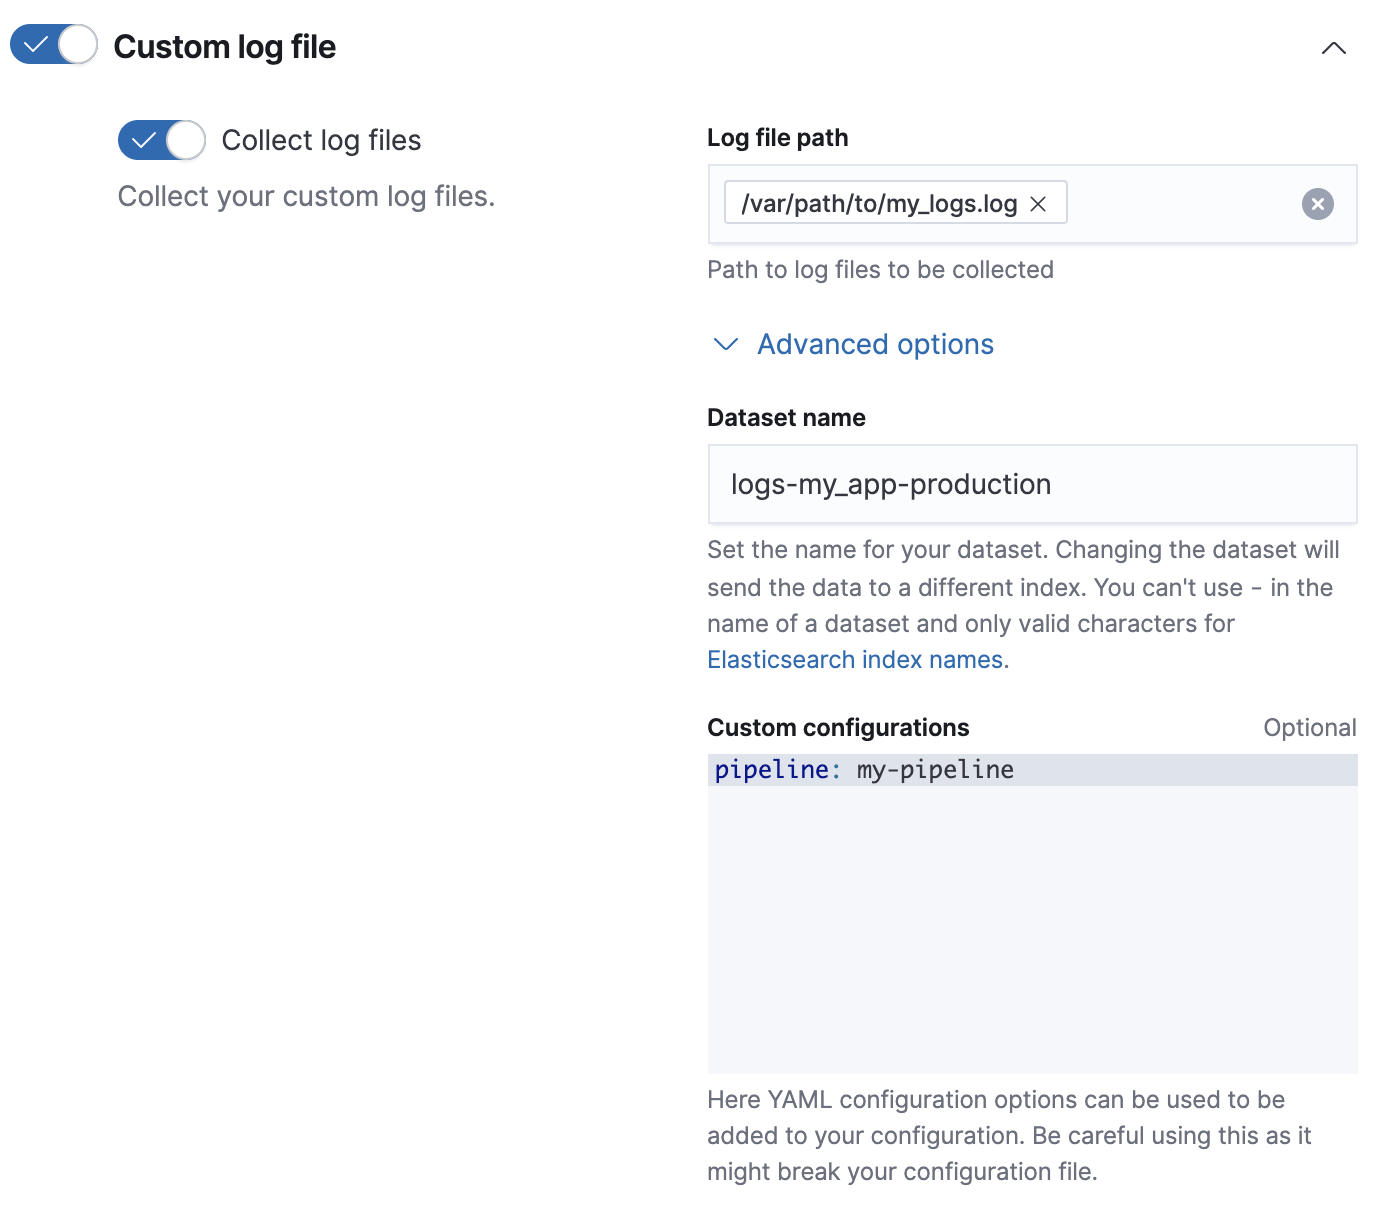 Custom log file
Collect log files
Collect your custom log files.
Log file path
/var/path/to/my_logs.log
Path to log files to be collected
Advanced options
Dataset name
logs-my_app-production
Set the name for your dataset. Changing the dataset will
send the data to a different index. You can't use - in the
name of a dataset and only valid characters for
Elasticsearch index names.
Custom configurations
Optional
pipeline: my-pipeline
Here YAML configuration options can be used to be
added to your configuration. Be careful using this as it
might break your configuration file.